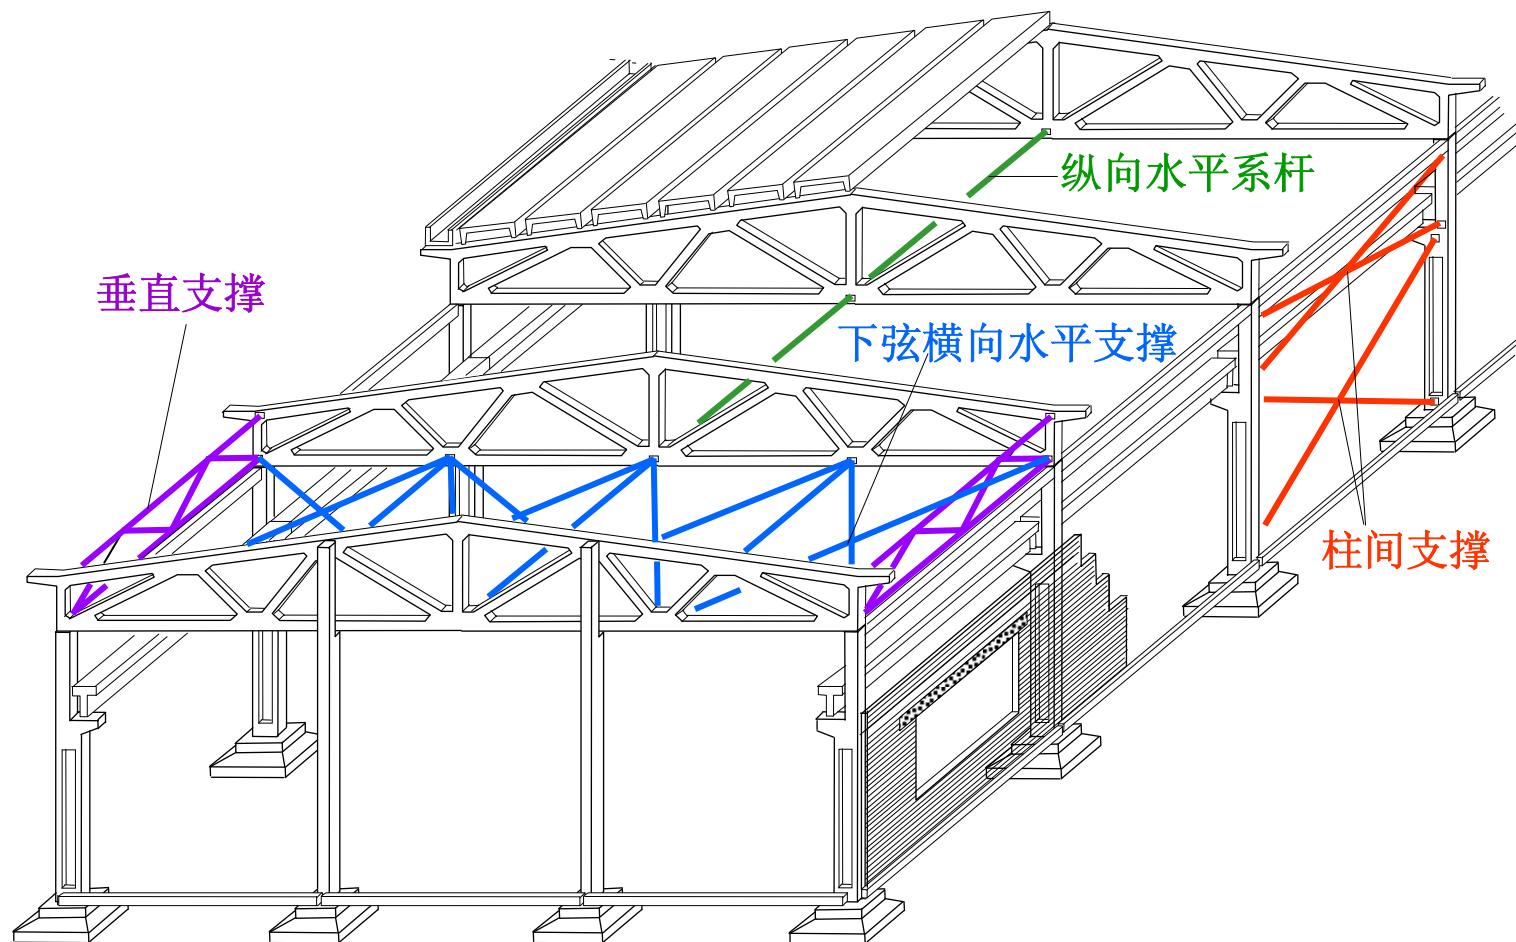 纵向水平系杆
垂直支撑
下弦横向水平支撑
柱间支撑